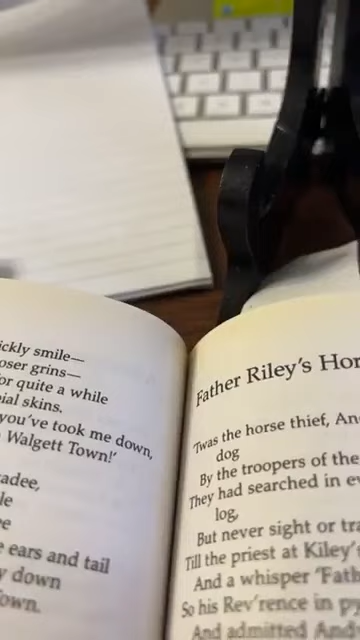 ickly smile—
oser grins—
or quite a while
ial skins.
you've took me down,
Walgett Town!'
adee,
le
e
e ears and tail
y down
own.
Father Riley's Hor
'Twas the horse thief, An
dog
By the troopers of the
They had searched in ev
log,
But never sight or tra
Till the priest at Kiley'
And a whisper 'Fath
So his Rev'rence in py
And admitted Andy